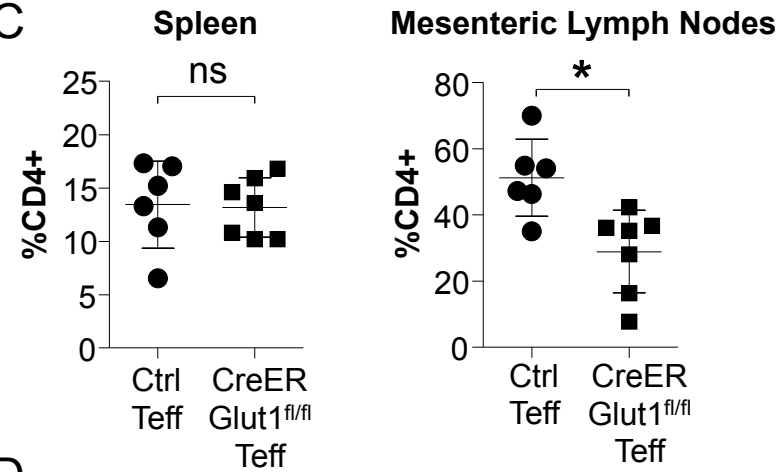 C
Spleen
ns
%CD4+
25
20
15
10
5
0
Ctrl
Teff
CreER
Glut1fl/fl
Teff
Mesenteric Lymph Nodes
*
%CD4+
80
60
40
20
0
Ctrl
Teff
CreER
Glut1fl/fl
Teff